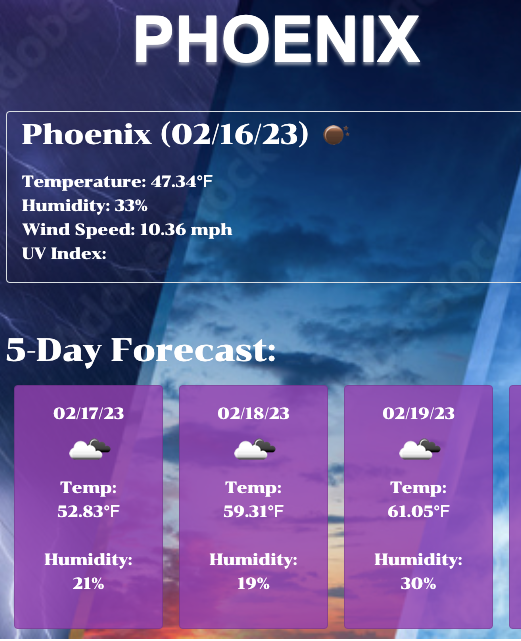 PHOENIX
Phoenix (02/16/23)
Temperature: 47.34°F
Humidity: 33%
Wind Speed: 10.36 mph
UV Index:
5-Day Forecast:
02/17/23
Temp:
52.83°F
Humidity:
21%
02/18/23
Temp:
59.31°F
Humidity:
19%
02/19/23
Temp:
61.05°F
Humidity:
30%